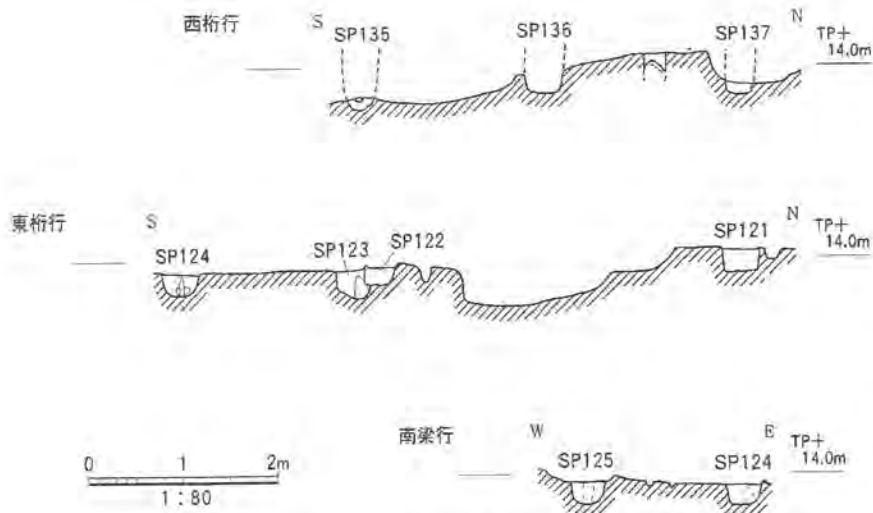 西桁行
S
SP135
SP136
SP137
N
TP+
14.0m
東桁行
S
SP124
SP123
SP122
SP121
N
TP+
14.0m
南梁行
W
SP125
SP124
E
TP+
14.0m
0 1 2m
1:80